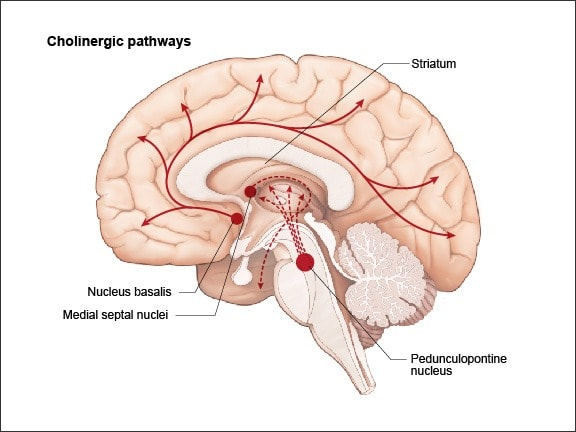 Cholinergic pathways
Striatum
Nucleus basalis
Medial septal nuclei
Pedunculopontine
nucleus